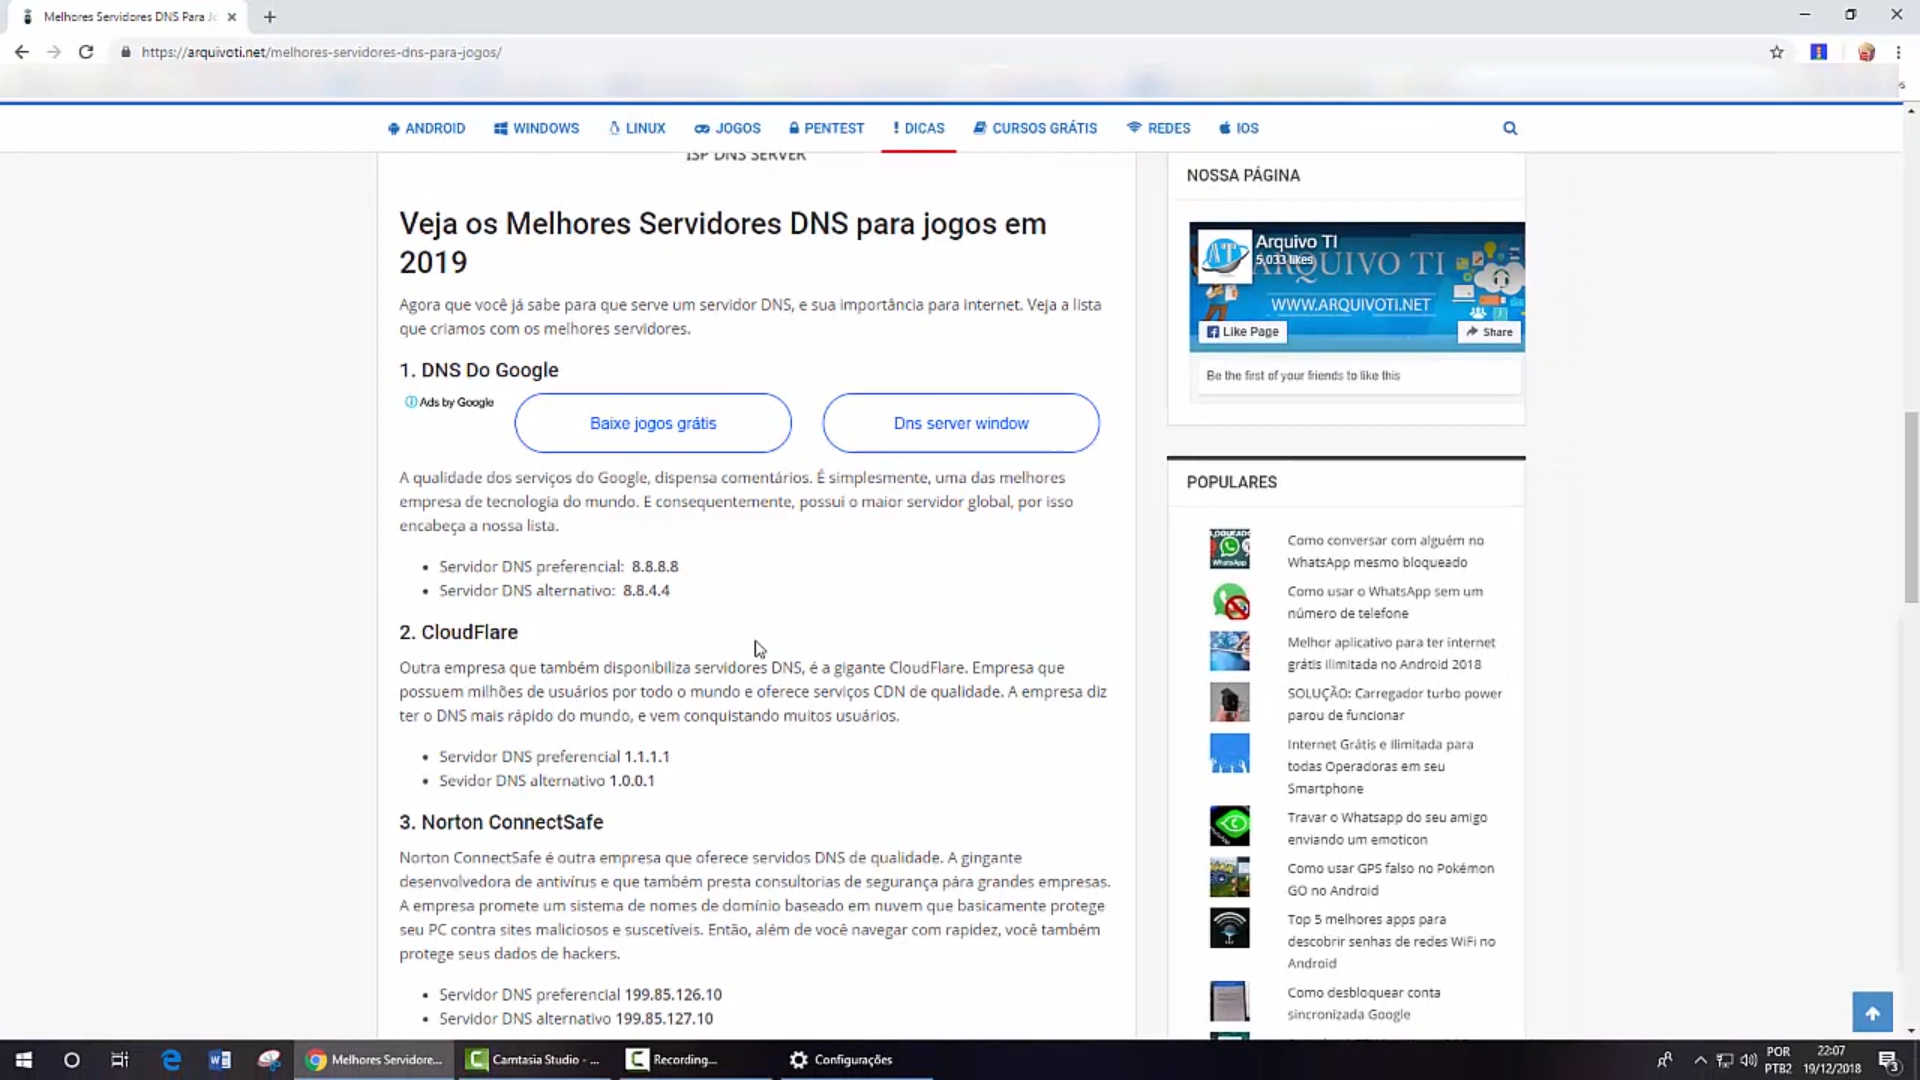 Melhores Servidores DNS Para Jo
https://arquivoti.net/melhores-servidores-dns-para-jogos/
ANDROID
WINDOWS
LINUX
JOGOS
PENTEST
DICAS
CURSOS GRÁTIS
REDES
IOS
ISP DNS SERVER
Veja os Melhores Servidores DNS para jogos em
2019
Agora que você já sabe para que serve um servidor DNS, e sua importância para internet. Veja a lista
que criamos com os melhores servidores.
1. DNS Do Google
Ads by Google
Baixe jogos grátis
Dns server window
A qualidade dos serviços do Google, dispensa comentários. É simplesmente, uma das melhores
empresa de tecnologia do mundo. E consequentemente, possui o maior servidor global, por isso
encabeça a nossa lista.
• Servidor DNS preferencial: 8.8.8.8
• Servidor DNS alternativo: 8.8.4.4
2. CloudFlare
Outra empresa que também disponibiliza servidores DNS, é a gigante CloudFlare. Empresa que
possuem milhões de usuários por todo o mundo e oferece serviços CDN de qualidade. A empresa diz
ter o DNS mais rápido do mundo, e vem conquistando muitos usuários.
• Servidor DNS preferencial 1.1.1.1
• Sevidor DNS alternativo 1.0.0.1
3. Norton ConnectSafe
Norton ConnectSafe é outra empresa que oferece servidos DNS de qualidade. A gingante
desenvolvedora de antivírus e que também presta consultorias de segurança pára grandes empresas.
A empresa promete um sistema de nomes de domínio baseado em nuvem que basicamente protege
seu PC contra sites maliciosos e suscetíveis. Então, além de você navegar com rapidez, você também
protege seus dados de hackers.
• Servidor DNS preferencial 199.85.126.10
• Servidor DNS alternativo 199.85.127.10
NOSSA PÁGINA
Arquivo TI
5,033 likes
ARQUIVO TI
WWW.ARQUIVOTI.NET
Like Page
Share
Be the first of your friends to like this
POPULARES
Como conversar com alguém no
WhatsApp mesmo bloqueado
Como usar o WhatsApp sem um
número de telefone
Melhor aplicativo para ter internet
grátis ilimitada no Android 2018
SOLUÇÃO: Carregador turbo power
parou de funcionar
Internet Grátis e Ilimitada para
todas Operadoras em seu
Smartphone
Travar o Whatsapp do seu amigo
enviando um emoticon
Como usar GPS falso no Pokémon
GO no Android
Top 5 melhores apps para
descobrir senhas de redes WiFi no
Android
Como desbloquear conta
sincronizada Google
Melhores Servidore...
Camtasia Studio - ...
Recording...
Configurações
POR
PTB2
22:07
19/12/2018
3